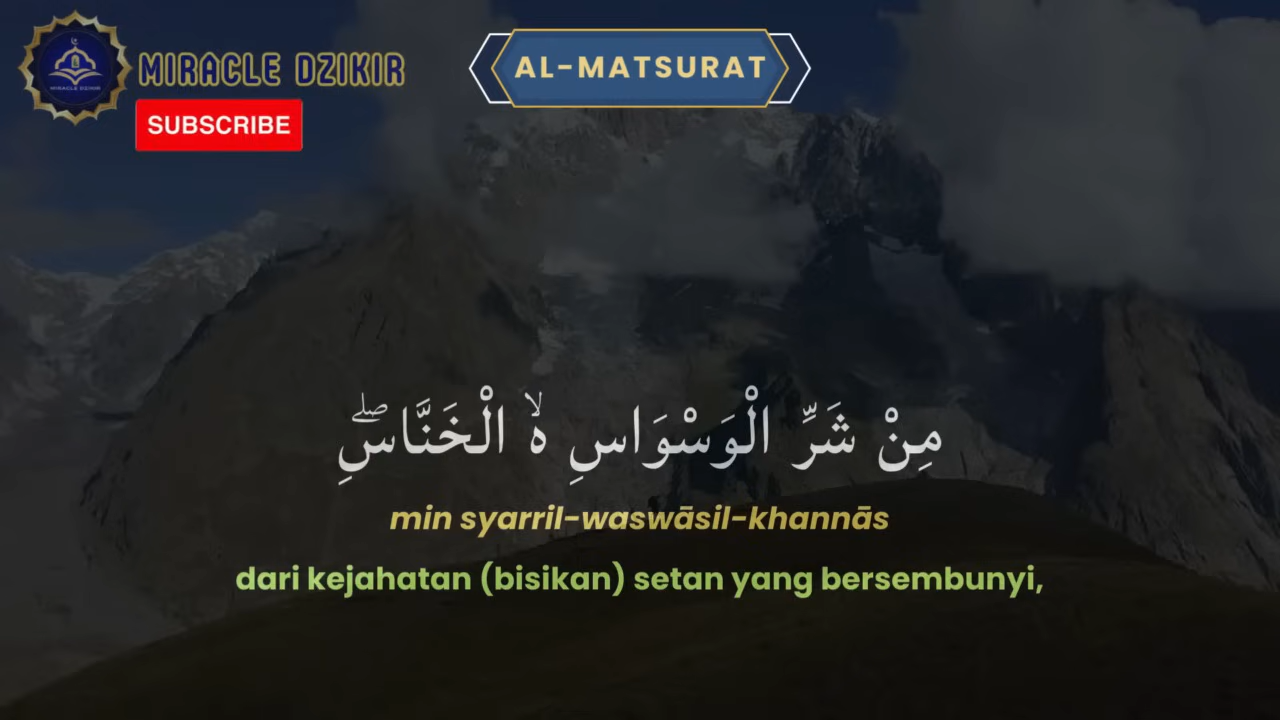 MIRACLE DZIKIR
SUBSCRIBE
AL-MATSURAT
مِنْ شَرِّ الْوَسْوَاسِ ەۙ الْخَنَّاسِۖ
min syarril-waswāsil-khannās
dari kejahatan (bisikan) setan yang bersembunyi,